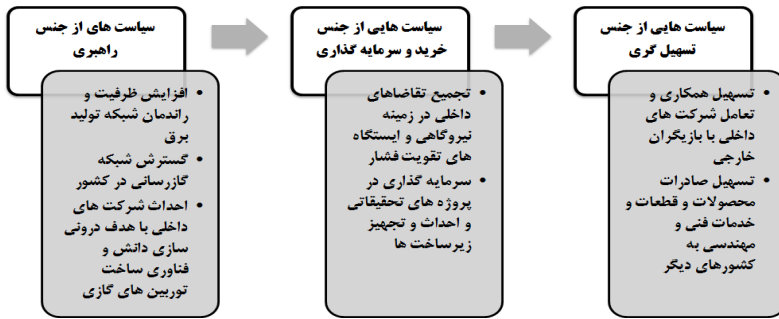 سیاست های از جنس
راهبری
• افزایش ظرفیت و
راندمان شبکه تولید
برق
• گسترش شبکه
گازرسانی در کشور
• احداث شرکت های
داخلی با هدف درونی
سازی دانش و
فناوری ساخت
توربین های گازی
سیاست هایی از جنس
خرید و سرمایه گذاری
• تجمیع تقاضاهای
داخلی در زمینه
نیروگاهی و ایستگاه
های تقویت فشار
• سرمایه گذاری در
پروژه های تحقیقاتی
و احداث و تجهیز
زیرساخت ها
سیاست هایی از جنس
تسهیل گری
• تسهیل همکاری و
تعامل شرکت های
داخلی با بازیگران
خارجی
• تسهیل صادرات
محصولات و قطعات و
خدمات فنی و
مهندسی به
کشورهای دیگر